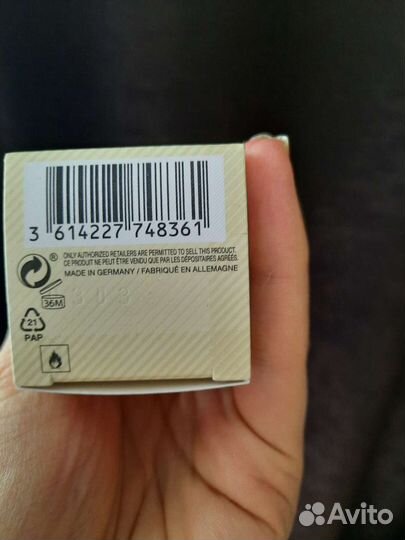 3 614227 748361
ONLY AUTHORIZED RETAILERS ARE PERMITTED TO SELL THIS PRODUCT.
CE PRODUIT NE PEUT ÊTRE VENDU QUE PAR LES DÉPOSITAIRES AGRÉÉS.
MADE IN GERMANY / FABRIQUÉ EN ALLEMAGNE
36M
303
21
PAP
Avito